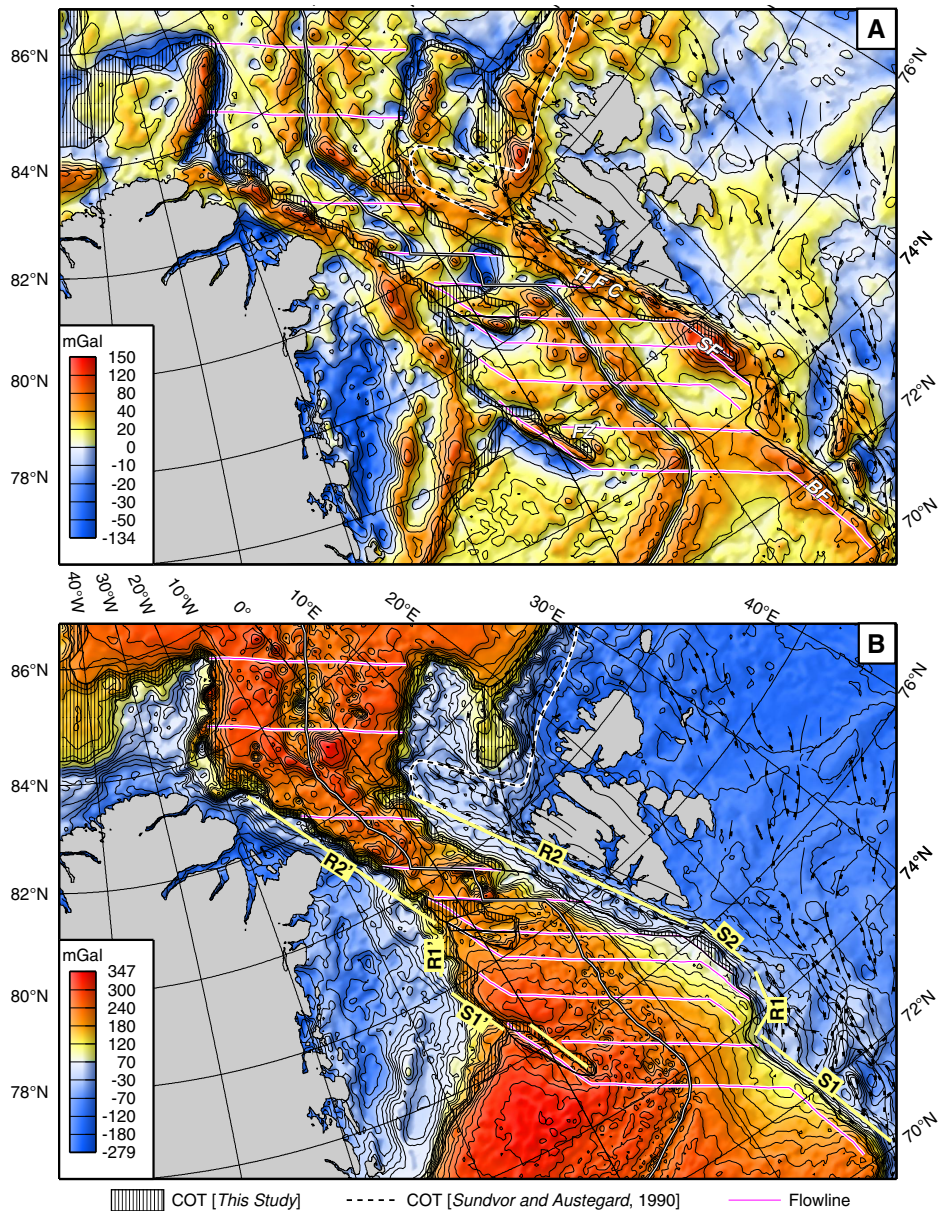 A
86°N
84°N
82°N
80°N
78°N
76°N
74°N
72°N
70°N
HFC
SF
FZ
BF
mGal
150
120
80
40
20
0
-10
-20
-30
-50
-134
40°W
30°W
20°W
10°W
0°
10°E
20°E
30°E
40°E
B
86°N
84°N
82°N
80°N
78°N
76°N
74°N
72°N
70°N
R2
R2'
S2
R1'
R1
S1'
S1
mGal
347
300
240
180
120
70
-30
-70
-120
-180
-279
COT [This Study]
COT [Sundvor and Austegard, 1990]
Flowline